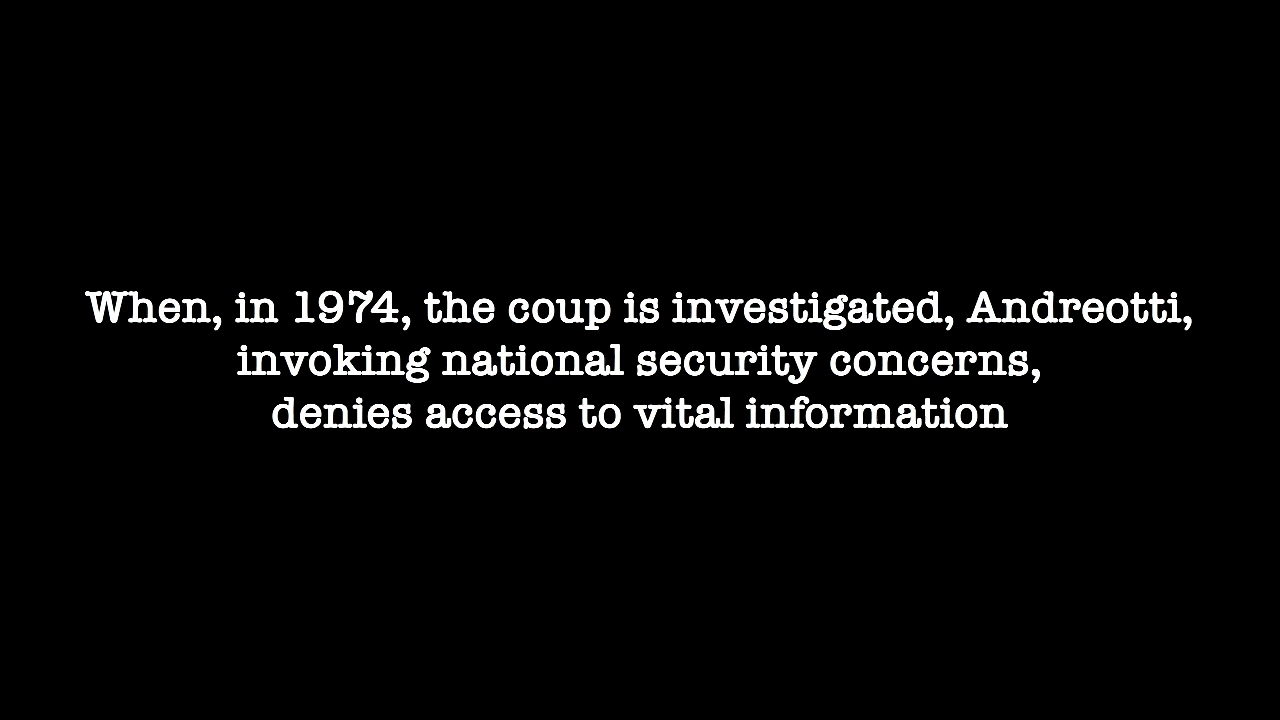 When, in 1974, the coup is investigated, Andreotti,
invoking national security concerns,
denies access to vital information